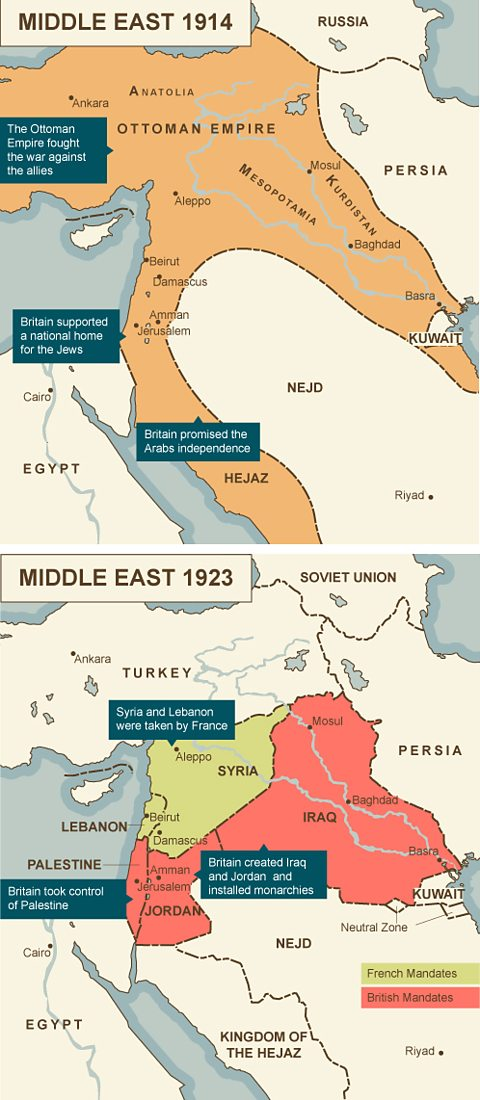 MIDDLE EAST 1914
RUSSIA
Ankara
ANATOLIA
OTTOMAN EMPIRE
The Ottoman
Empire fought
the war against
the allies
Mosul
PERSIA
MESOPOTAMIA
KURDISTAN
Aleppo
Baghdad
Beirut
Damascus
Basra
Amman
Jerusalem
Britain supported
a national home
for the Jews
KUWAIT
NEJD
Cairo
Britain promised the
Arabs independence
EGYPT
HEJAZ
Riyad
MIDDLE EAST 1923
SOVIET UNION
Ankara
TURKEY
Syria and Lebanon
were taken by France
Mosul
PERSIA
Aleppo
SYRIA
Baghdad
IRAQ
Beirut
LEBANON
Damascus
Basra
PALESTINE
Amman
Jerusalem
Britain created Iraq
and Jordan and
installed monarchies
Britain took control
of Palestine
JORDAN
KUWAIT
Neutral Zone
NEJD
Cairo
French Mandates
British Mandates
EGYPT
KINGDOM OF
THE HEJAZ
Riyad